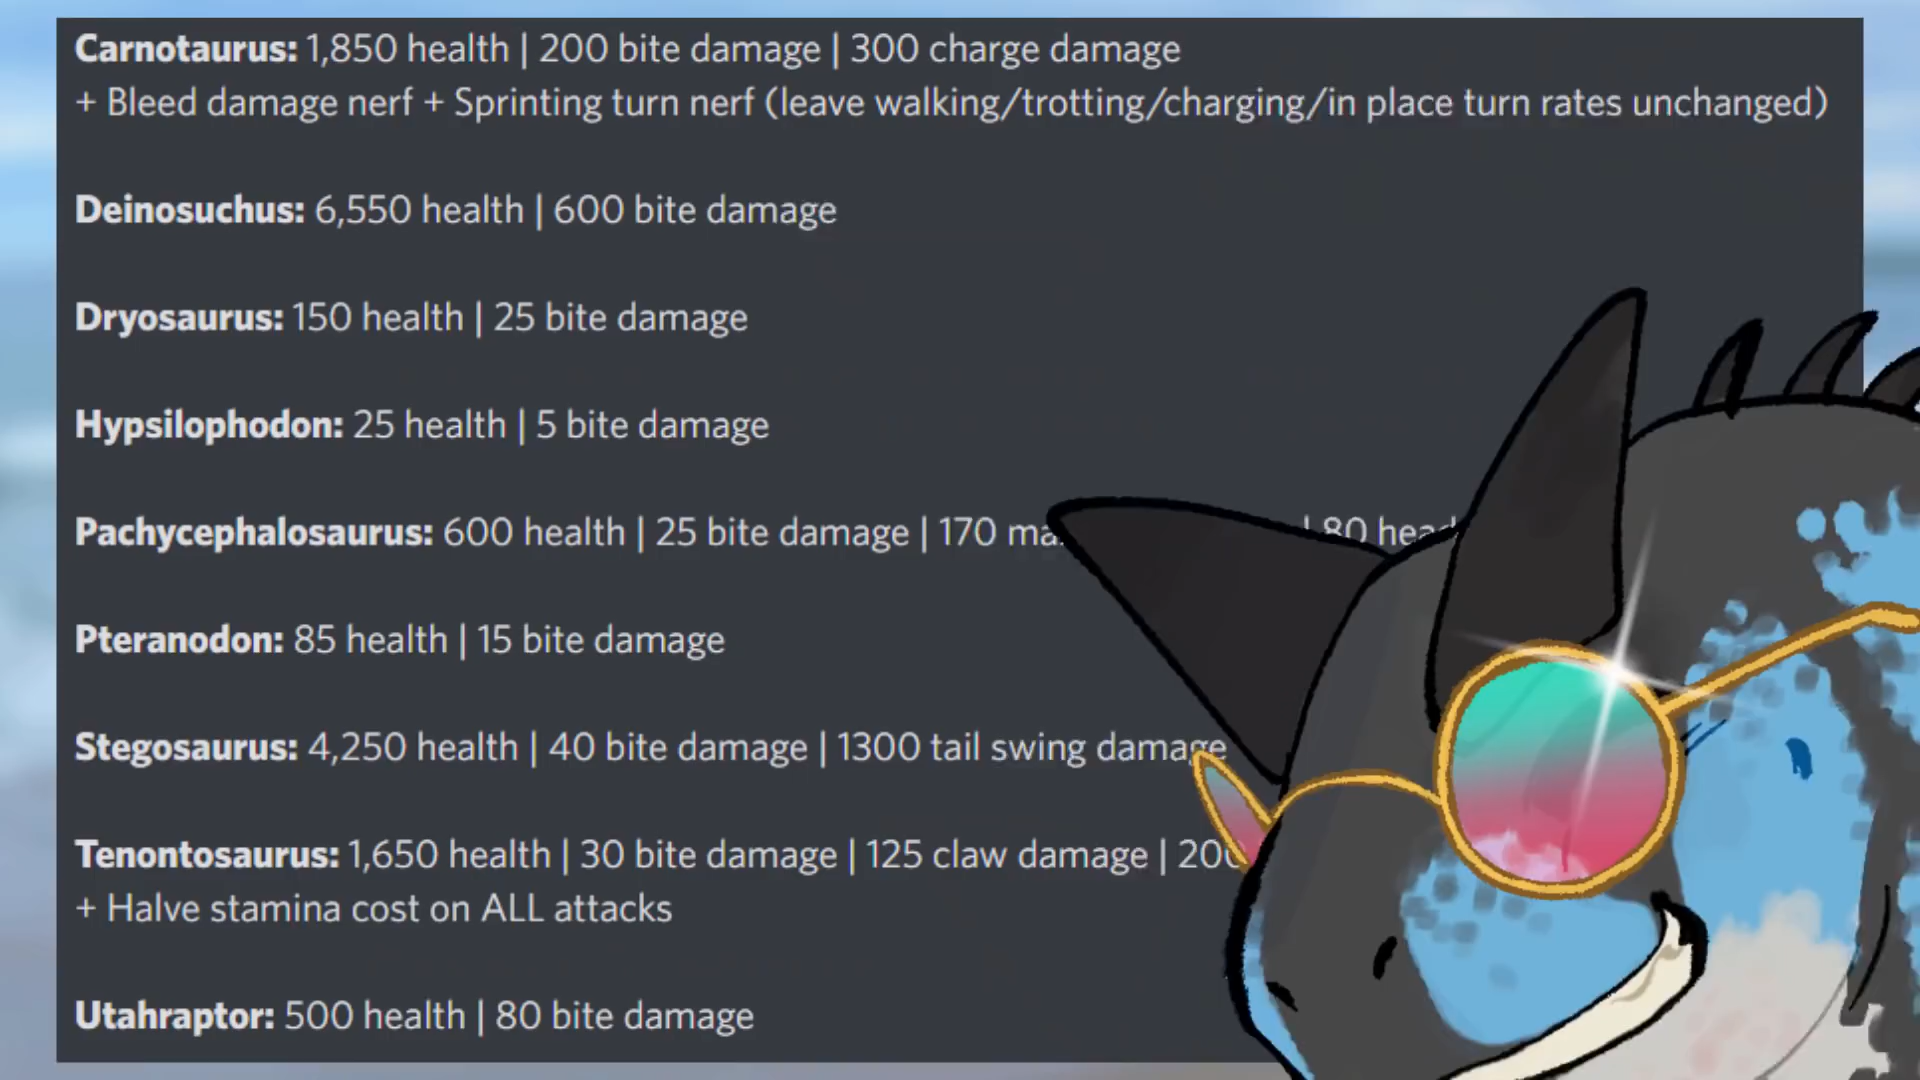 Carnotaurus: 1,850 health | 200 bite damage | 300 charge damage
+ Bleed damage nerf + Sprinting turn nerf (leave walking/trotting/charging/in place turn rates unchanged)
Deinosuchus: 6,550 health | 600 bite damage
Dryosaurus: 150 health | 25 bite damage
Hypsilophodon: 25 health | 5 bite damage
Pachycephalosaurus: 600 health | 25 bite damage | 170 | 80
Pteranodon: 85 health | 15 bite damage
Stegosaurus: 4,250 health | 40 bite damage | 1300 tail swing damage
Tenontosaurus: 1,650 health | 30 bite damage | 125 claw damage |
+ Halve stamina cost on ALL attacks
Utahraptor: 500 health | 80 bite damage